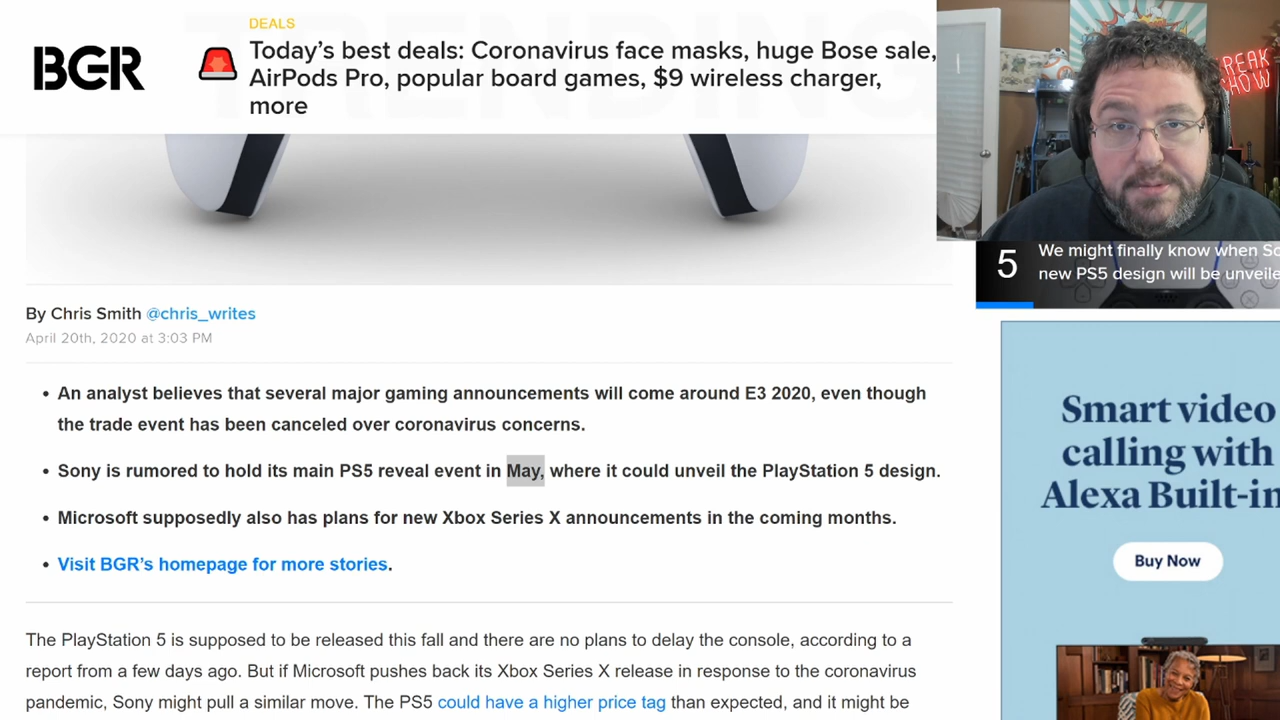 DEALS
BGR
Today's best deals: Coronavirus face masks, huge Bose sale,
AirPods Pro, popular board games, $9 wireless charger,
more
TRENDING
FREAK
SHOW
5
We might finally know when So
new PS5 design will be unveile
By Chris Smith @chris_writes
April 20th, 2020 at 3:03 PM
• An analyst believes that several major gaming announcements will come around E3 2020, even though
the trade event has been canceled over coronavirus concerns.
• Sony is rumored to hold its main PS5 reveal event in May, where it could unveil the PlayStation 5 design.
• Microsoft supposedly also has plans for new Xbox Series X announcements in the coming months.
• Visit BGR's homepage for more stories.
The PlayStation 5 is supposed to be released this fall and there are no plans to delay the console, according to a
report from a few days ago. But if Microsoft pushes back its Xbox Series X release in response to the coronavirus
pandemic, Sony might pull a similar move. The PS5 could have a higher price tag than expected, and it might be
Smart video
calling with
Alexa Built-in
Buy Now